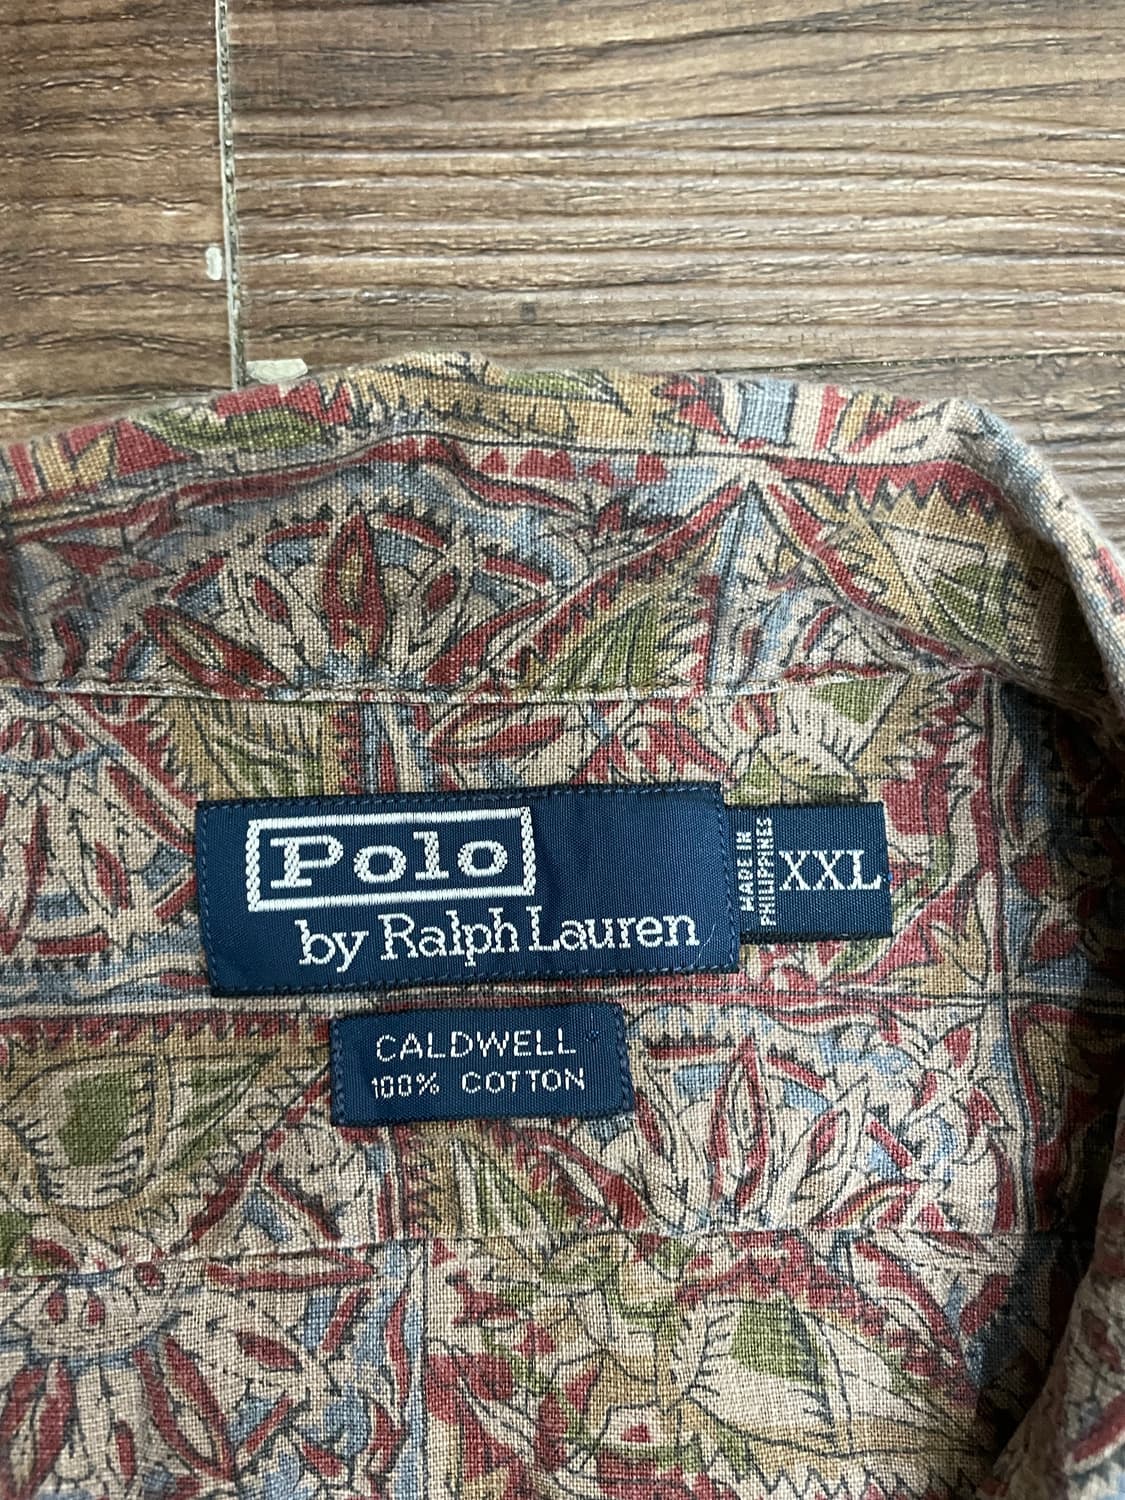 Polo
by Ralph Lauren
MADE IN
PHILIPPINES
XXL
CALDWELL
100% COTTON